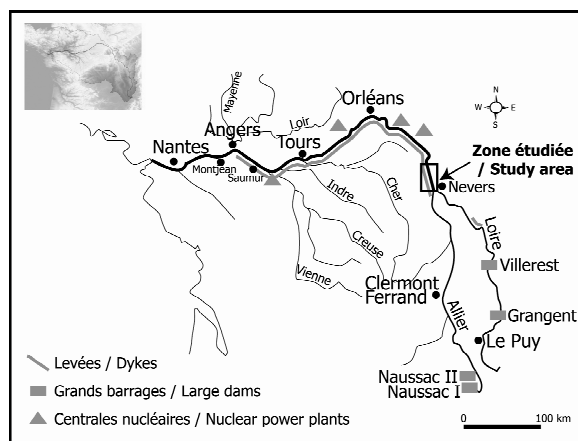 Orléans
Mayenne
Loir
N
W E
S
Angers
Nantes
Tours
Zone étudiée
/ Study area
Montjean
Saumur
Nevers
Indre
Cher
Loire
Creuse
Vienne
Villerest
Clermont
Ferrand
Allier
Grangent
Le Puy
Levées / Dykes
Grands barrages / Large dams
Naussac II
Naussac I
Centrales nucléaires / Nuclear power plants
0 100 km